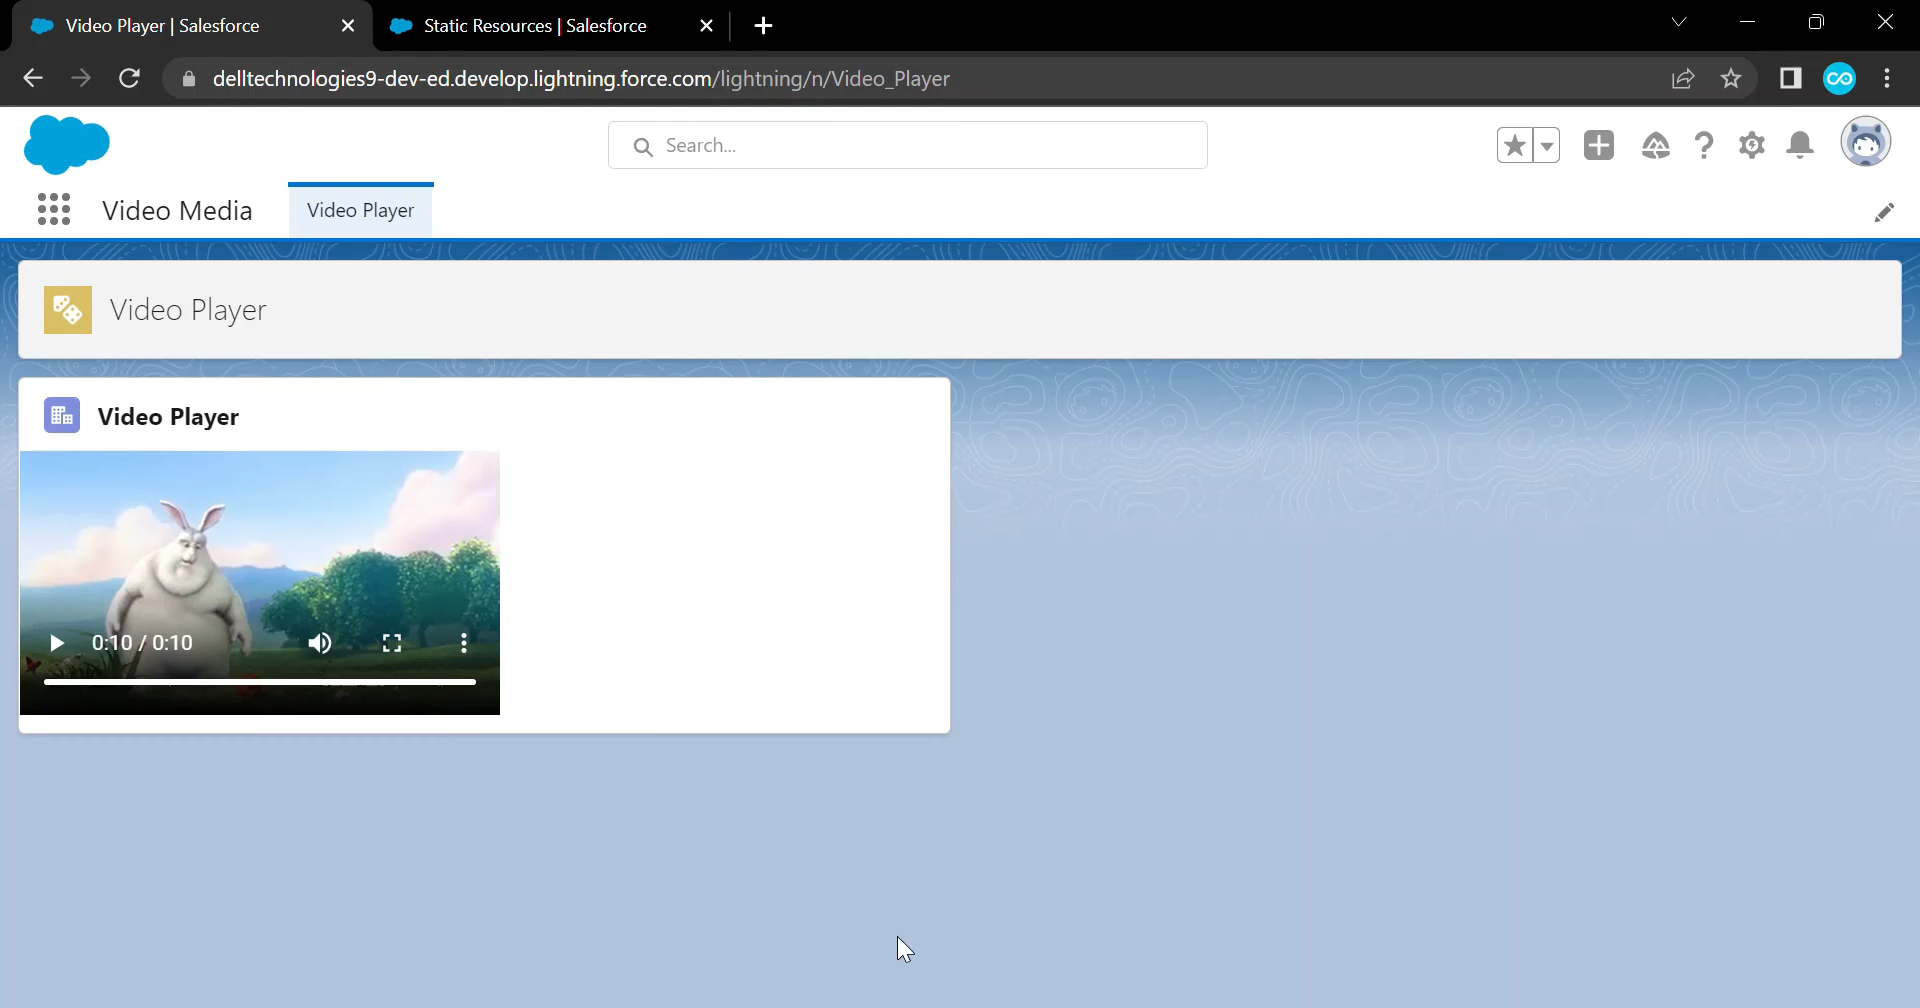 Video Player | Salesforce
Static Resources | Salesforce
delltechnologies9-dev-ed.develop.lightning.force.com/lightning/n/Video_Player
Search...
Video Media
Video Player
Video Player
Video Player
0:10 / 0:10